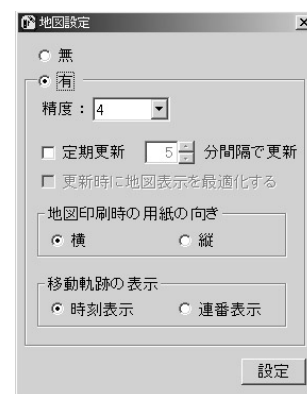 地図設定
無
有
精度： 4
定期更新 5 分間隔で更新
更新時に地図表示を最適化する
地図印刷時の用紙の向き
横 縦
移動軌跡の表示
時刻表示 連番表示
設定